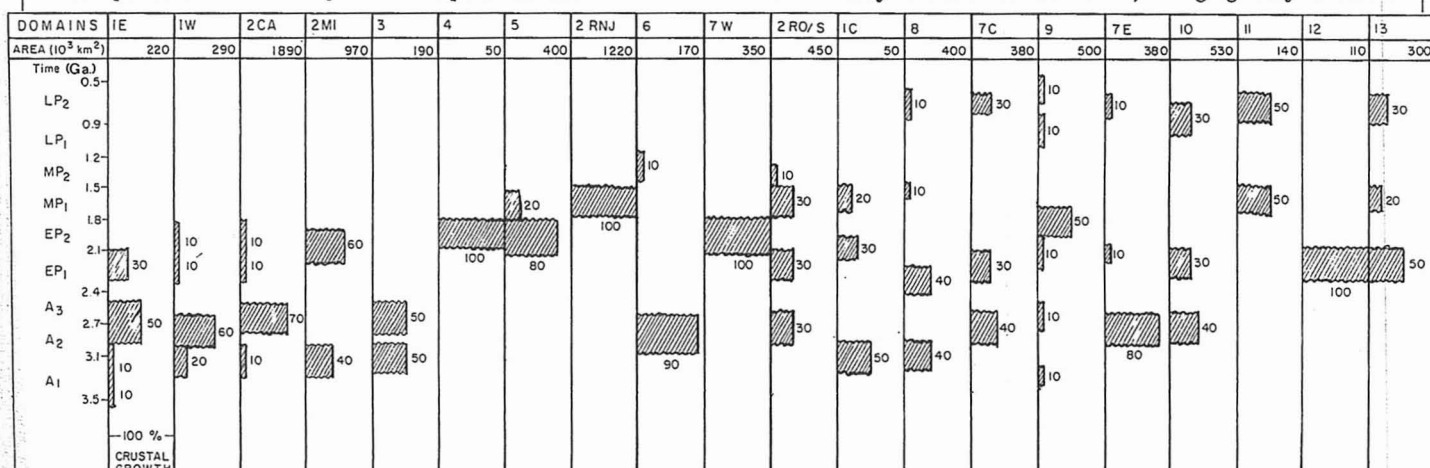 DOMAINS 1E 1W 2CA 2MI 3 4 5 2 RNJ 6 7W 2 RO/S 1C 8 7C 9 7E 10 11 12 13
AREA (10³ km²) 220 290 1890 970 190 50 400 1220 170 350 450 50 400 380 500 380 530 140 110 300
Time (Ga.)
0.5
LP₂ 10 30 10 10 30 50 30
0.9
LP₁ 10
1.2
MP₂ 10 10
1.5
MP₁ 20 100 30 20 10 50 20
1.8
EP₂ 10 10 60 100 80 100 30 50
2.1
EP₁ 30 10 10 30 40 30 10 10 30 100 50
2.4
A₃ 50 60 70 50 30 40 10 40
2.7
A₂ 20 10 40 50 90 50 40 80
3.1
A₁ 10 10 10
3.5
100 %
CRUSTAL
GROWTH